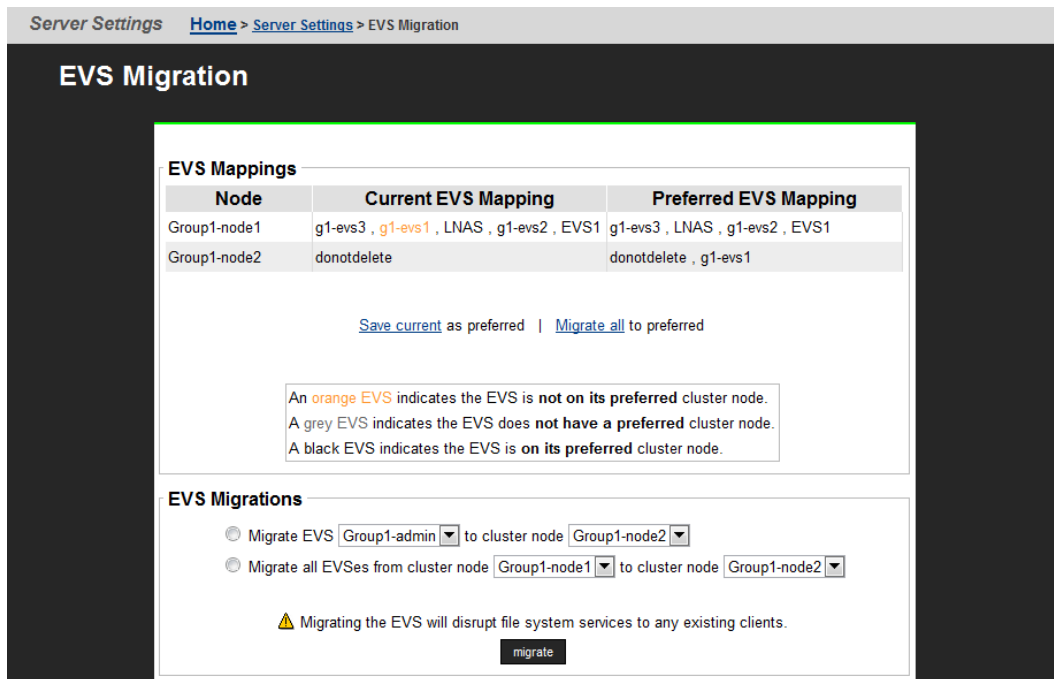 Server Settings Home > Server Settings > EVS Migration
EVS Migration
EVS Mappings
Node Current EVS Mapping Preferred EVS Mapping
Group1-node1 g1-evs3 , g1-evs1 , LNAS , g1-evs2 , EVS1 g1-evs3 , LNAS , g1-evs2 , EVS1
Group1-node2 donotdelete donotdelete , g1-evs1
Save current as preferred | Migrate all to preferred
An orange EVS indicates the EVS is not on its preferred cluster node.
A grey EVS indicates the EVS does not have a preferred cluster node.
A black EVS indicates the EVS is on its preferred cluster node.
EVS Migrations
Migrate EVS Group1-admin to cluster node Group1-node2
Migrate all EVSes from cluster node Group1-node1 to cluster node Group1-node2
Migrating the EVS will disrupt file system services to any existing clients.
migrate